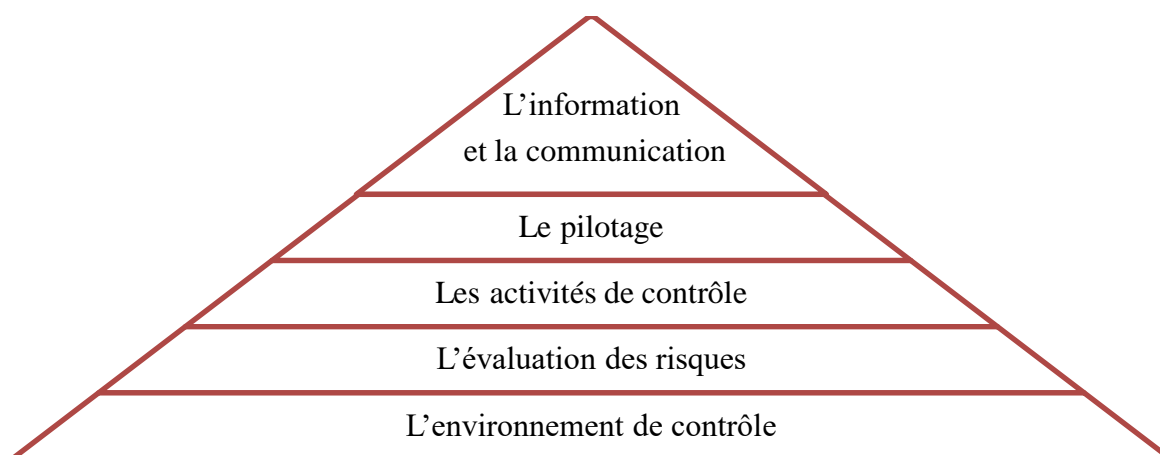 L’information
et la communication
Le pilotage
Les activités de contrôle
L’évaluation des risques
L’environnement de contrôle